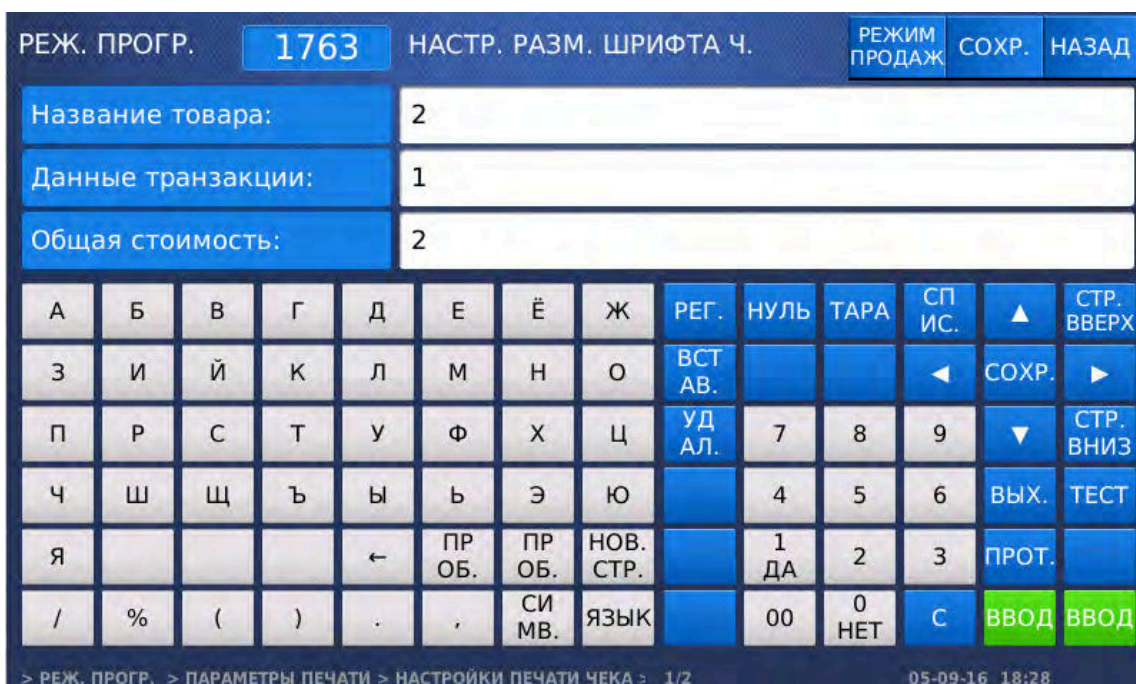 РЕЖ. ПРОГР. 1763 НАСТР. РАЗМ. ШРИФТА Ч. РЕЖИМ ПРОДАЖ СОХР. НАЗАД
Название товара: 2
Данные транзакции: 1
Общая стоимость: 2
А Б В Г Д Е Ё Ж РЕГ. НУЛЬ ТАРА СП ИС. ▲ СТР. ВВЕРХ
З И Й К Л М Н О ВСТ АВ. ◀ СОХР. ▶
П Р С Т У Ф Х Ц УД АЛ. 7 8 9 ▼ СТР. ВНИЗ
Ч Ш Щ Ъ Ы Ь Э Ю 4 5 6 ВЫХ. ТЕСТ
Я ← ПР ОБ. ПР ОБ. НОВ. СТР. 1 ДА 2 3 ПРОТ.
/ % ( ) . , СИ МВ. ЯЗЫК 00 0 НЕТ С ВВОД ВВОД
> РЕЖ. ПРОГР. > ПАРАМЕТРЫ ПЕЧАТИ > НАСТРОЙКИ ПЕЧАТИ ЧЕКА > 1/2 05-09-16 18:28